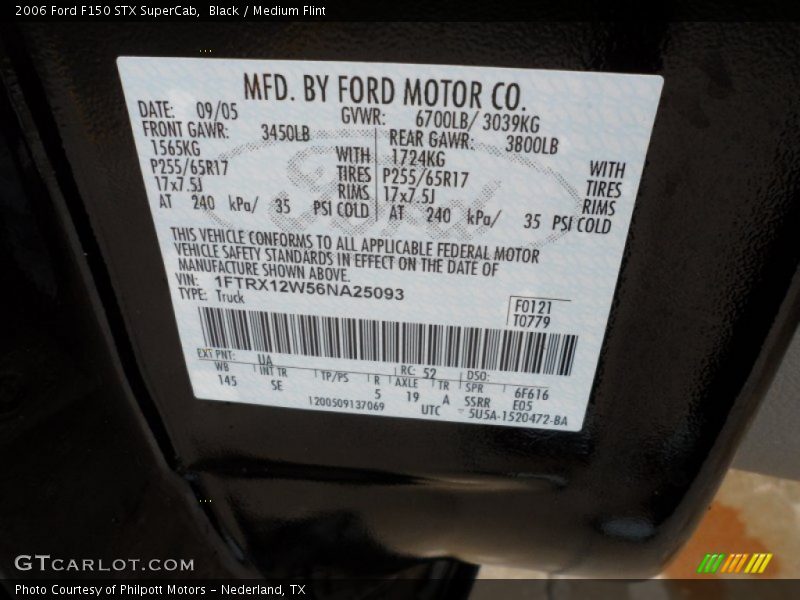 2006 Ford F150 STX SuperCab, Black / Medium Flint
MFD. BY FORD MOTOR CO.
DATE: 09/05 GVWR: 6700LB/ 3039KG
FRONT GAWR: 3450LB REAR GAWR: 3800LB
1565KG WITH 1724KG WITH
P255/65R17 TIRES P255/65R17 TIRES
17x7.5J RIMS 17x7.5J RIMS
AT 240 kPa/ 35 PSI COLD AT 240 kPa/ 35 PSI COLD
THIS VEHICLE CONFORMS TO ALL APPLICABLE FEDERAL MOTOR
VEHICLE SAFETY STANDARDS IN EFFECT ON THE DATE OF
MANUFACTURE SHOWN ABOVE.
VIN: 1FTRX12W56NA25093
TYPE: Truck
F0121
T0779
EXT PNT: UA RC: 52 DSO:
WB INT TR TP/PS R AXLE TR SPR 6F616
145 SE 5 19 A SSRR E05
1200509137069 UTC 5U5A-1520472-BA
GTCARLOT.COM
Photo Courtesy of Philpott Motors - Nederland, TX